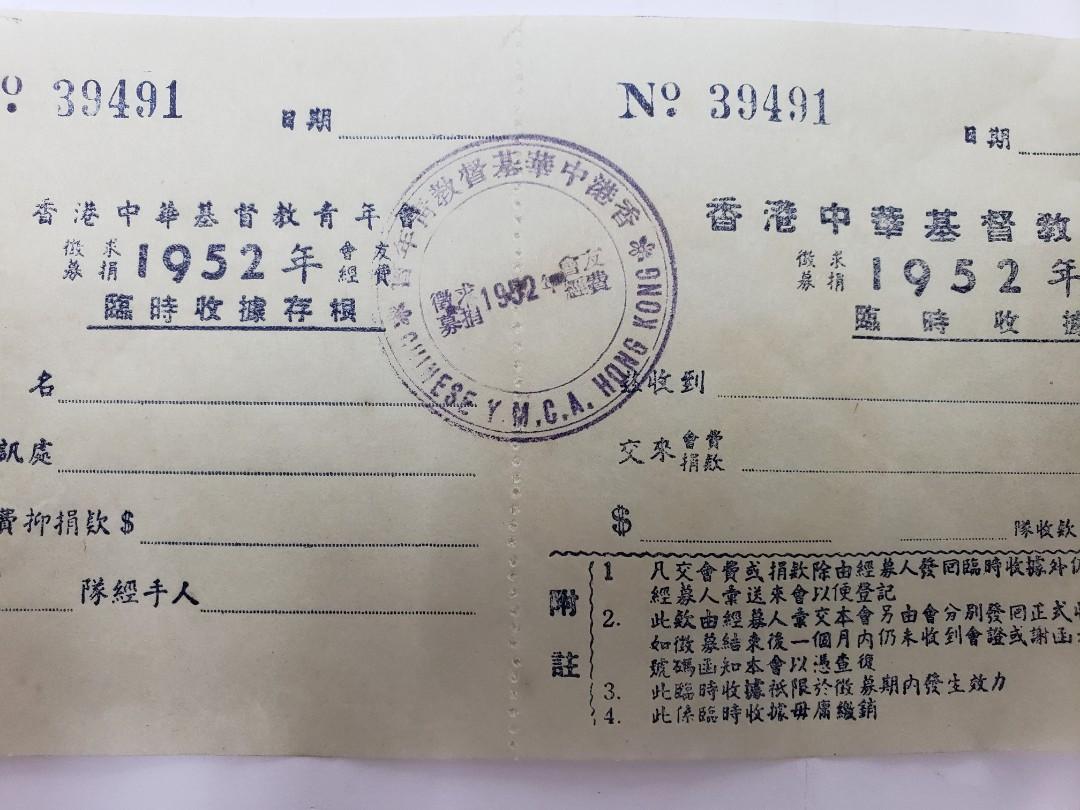 Nº 39491
日期
香港中華基督教青年會
徵求募捐1952年會友經費
臨時收據存根
名
訊處
費抑捐欵$
隊經手人
香港中華基督教青年會
徵求募捐1952年會友經費
CHINESE Y.M.C.A. HONG KONG
Nº 39491
日期
香港中華基督教
徵求募捐1952年
臨時收據
茲收到
交來會費捐欵
$
隊收欵
附註
1 凡交會費或捐欵除由經募人發回臨時收據外
經募人彙送來會以便登記
2. 此欵由經募人彙交本會另由會分別發回正式收
如徵募結束後一個月內仍未收到會證或謝函
號碼函知本會以憑查復
3. 此臨時收據祗限於徵募期內發生效力
4. 此係臨時收據毋庸繳銷